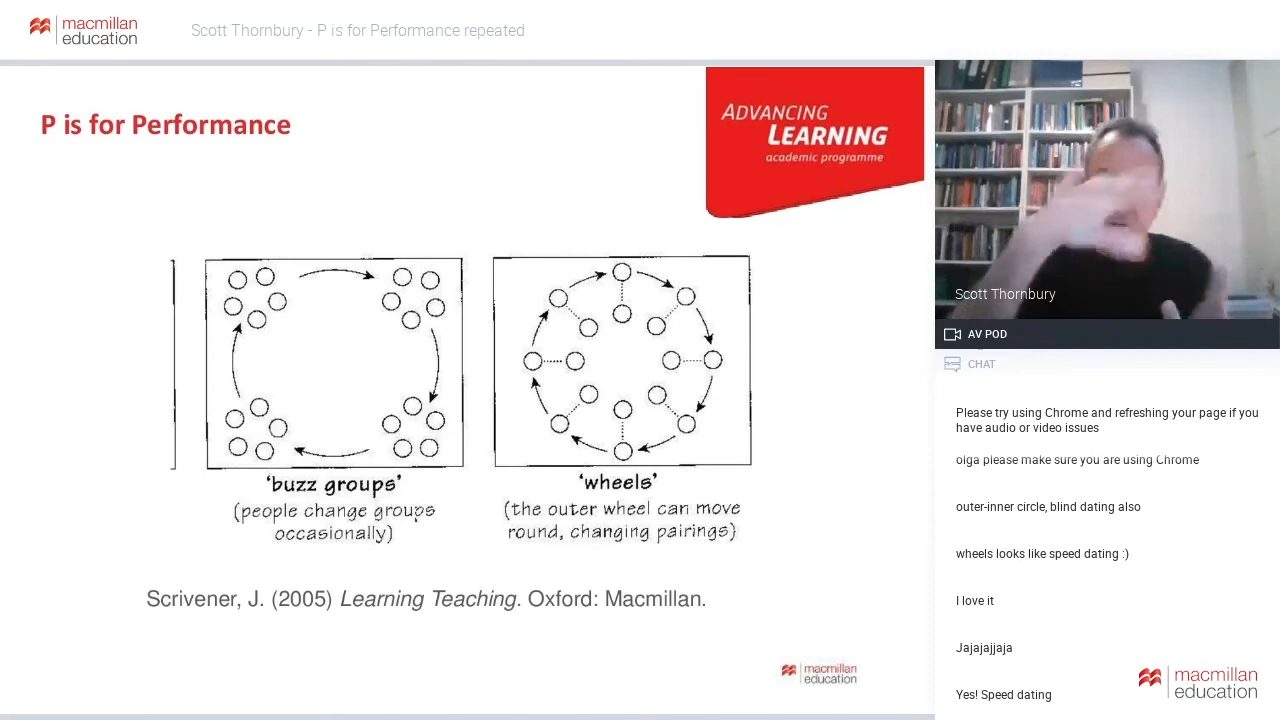 macmillan
education
Scott Thornbury - P is for Performance repeated
P is for Performance
ADVANCING
LEARNING
academic programme
'buzz groups'
(people change groups
occasionally)
'wheels'
(the outer wheel can move
round, changing pairings)
Scrivener, J. (2005) Learning Teaching. Oxford: Macmillan.
macmillan
education
Scott Thornbury
AV POD
CHAT
Please try using Chrome and refreshing your page if you
have audio or video issues
olga please make sure you are using Chrome
outer-inner circle, blind dating also
wheels looks like speed dating :)
I love it
Jajajajjaja
Yes! Speed dating
macmillan
education